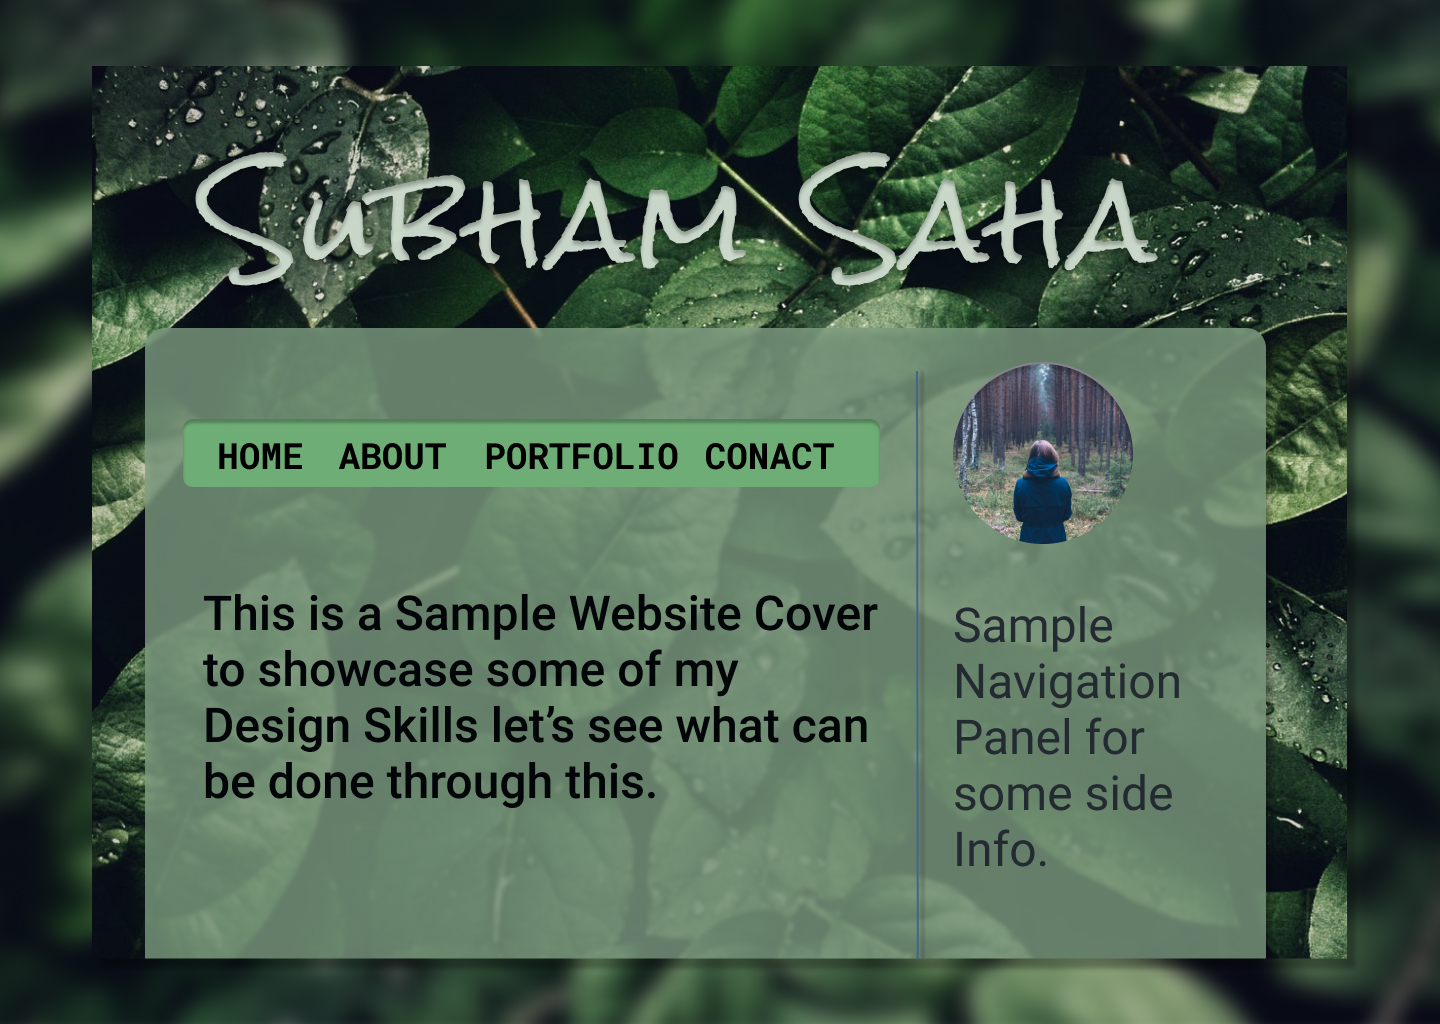 Subham Saha
HOME ABOUT PORTFOLIO CONACT
This is a Sample Website Cover
to showcase some of my
Design Skills let’s see what can
be done through this.
Sample
Navigation
Panel for
some side
Info.